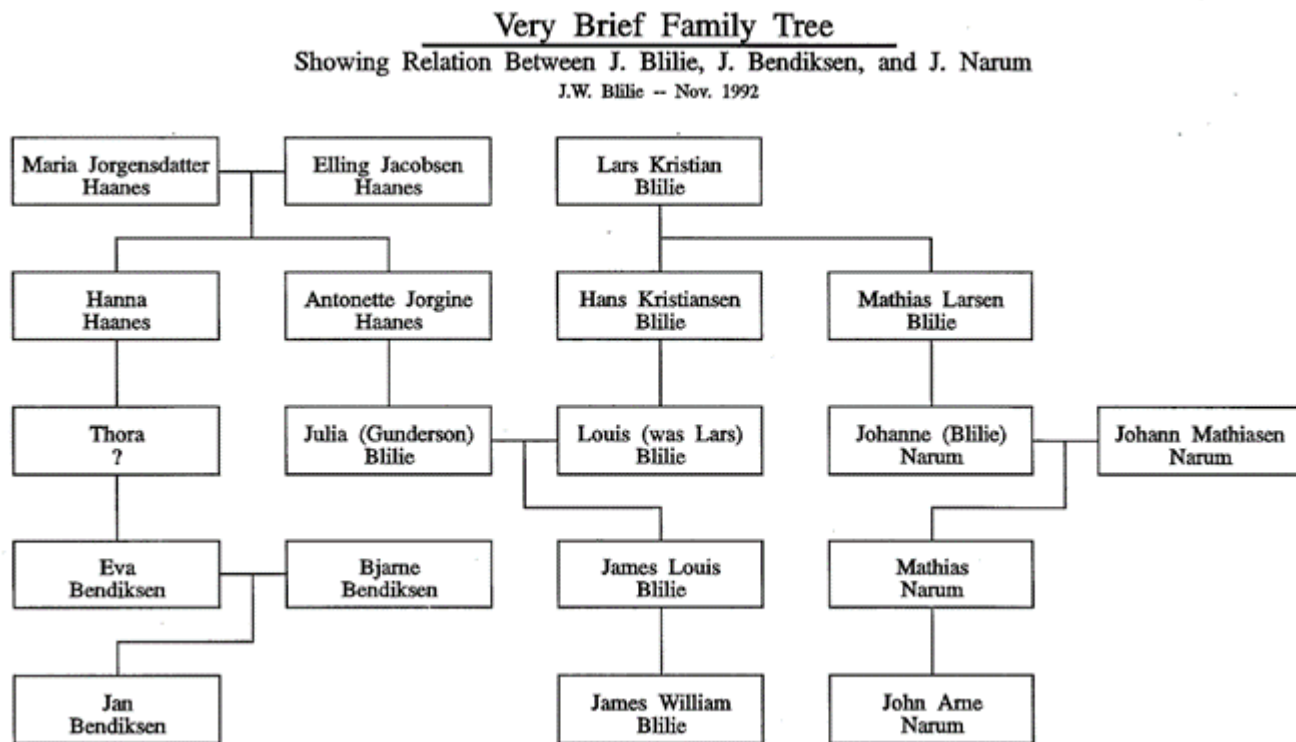 Very Brief Family Tree
Showing Relation Between J. Blilie, J. Bendiksen, and J. Narum
J.W. Blilie -- Nov. 1992
Maria Jorgensdatter
Haanes
Elling Jacobsen
Haanes
Lars Kristian
Blilie
Hanna
Haanes
Antonette Jorgine
Haanes
Hans Kristiansen
Blilie
Mathias Larsen
Blilie
Thora
?
Julia (Gunderson)
Blilie
Louis (was Lars)
Blilie
Johanne (Blilie)
Narum
Johann Mathiasen
Narum
Eva
Bendiksen
Bjarne
Bendiksen
James Louis
Blilie
Mathias
Narum
Jan
Bendiksen
James William
Blilie
John Arne
Narum